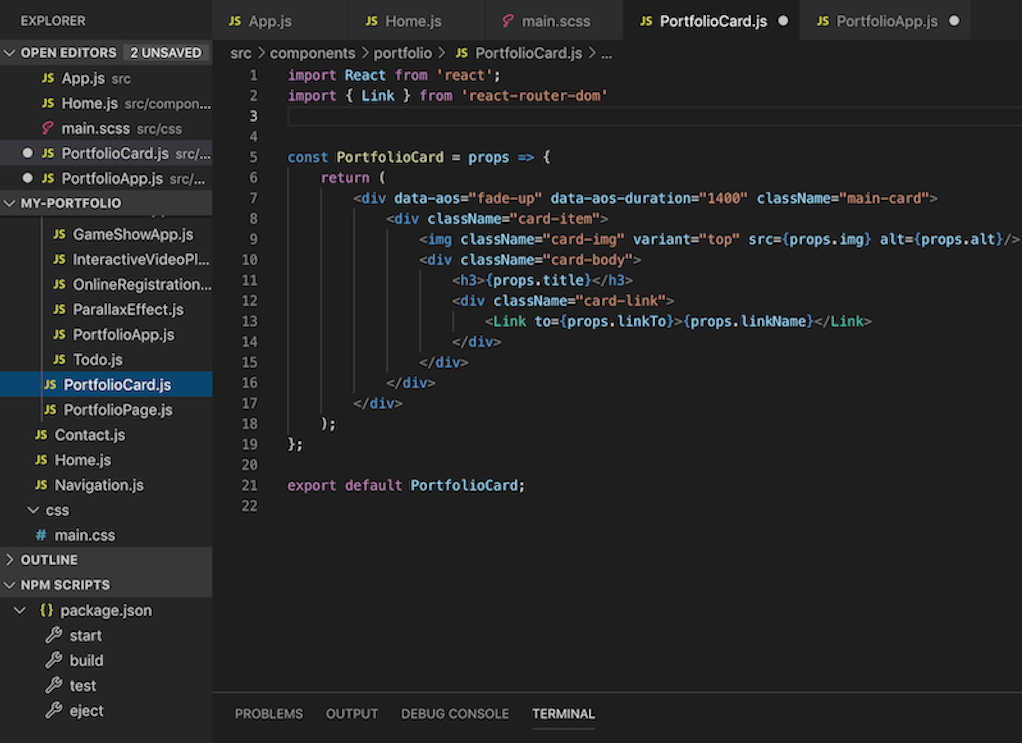 EXPLORER
JS App.js
JS Home.js
main.scss
JS PortfolioCard.js
JS PortfolioApp.js
OPEN EDITORS 2 UNSAVED
JS App.js src
JS Home.js src/compon...
main.scss src/css
JS PortfolioCard.js src/...
JS PortfolioApp.js src/...
MY-PORTFOLIO
JS GameShowApp.js
JS InteractiveVideoPl...
JS OnlineRegistration...
JS ParallaxEffect.js
JS PortfolioApp.js
JS Todo.js
JS PortfolioCard.js
JS PortfolioPage.js
JS Contact.js
JS Home.js
JS Navigation.js
css
# main.css
OUTLINE
NPM SCRIPTS
{} package.json
start
build
test
eject
src > components > portfolio > JS PortfolioCard.js > ...
1 import React from 'react';
2 import { Link } from 'react-router-dom'
3
4
5 const PortfolioCard = props => {
6 return (
7 <div data-aos="fade-up" data-aos-duration="1400" className="main-card">
8 <div className="card-item">
9 <img className="card-img" variant="top" src={props.img} alt={props.alt}/>
10 <div className="card-body">
11 <h3>{props.title}</h3>
12 <div className="card-link">
13 <Link to={props.linkTo}>{props.linkName}</Link>
14 </div>
15 </div>
16 </div>
17 </div>
18 );
19 };
20
21 export default PortfolioCard;
22
PROBLEMS OUTPUT DEBUG CONSOLE TERMINAL